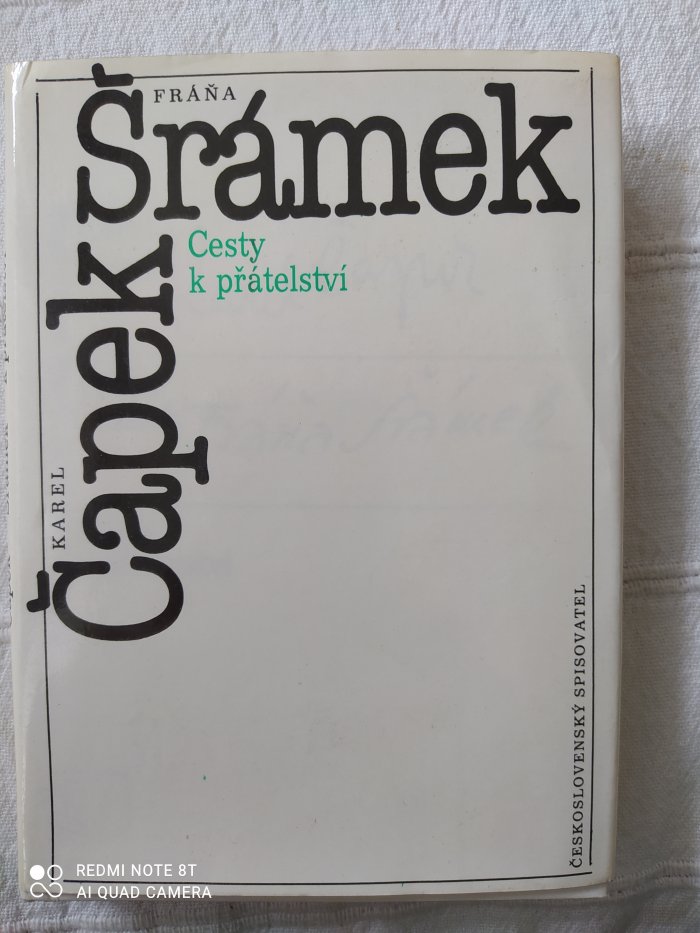 FRÁŇA
Šrámek
Cesty
k přátelství
KAREL
Čapek
ČESKOSLOVENSKÝ SPISOVATEL
REDMI NOTE 8T
AI QUAD CAMERA